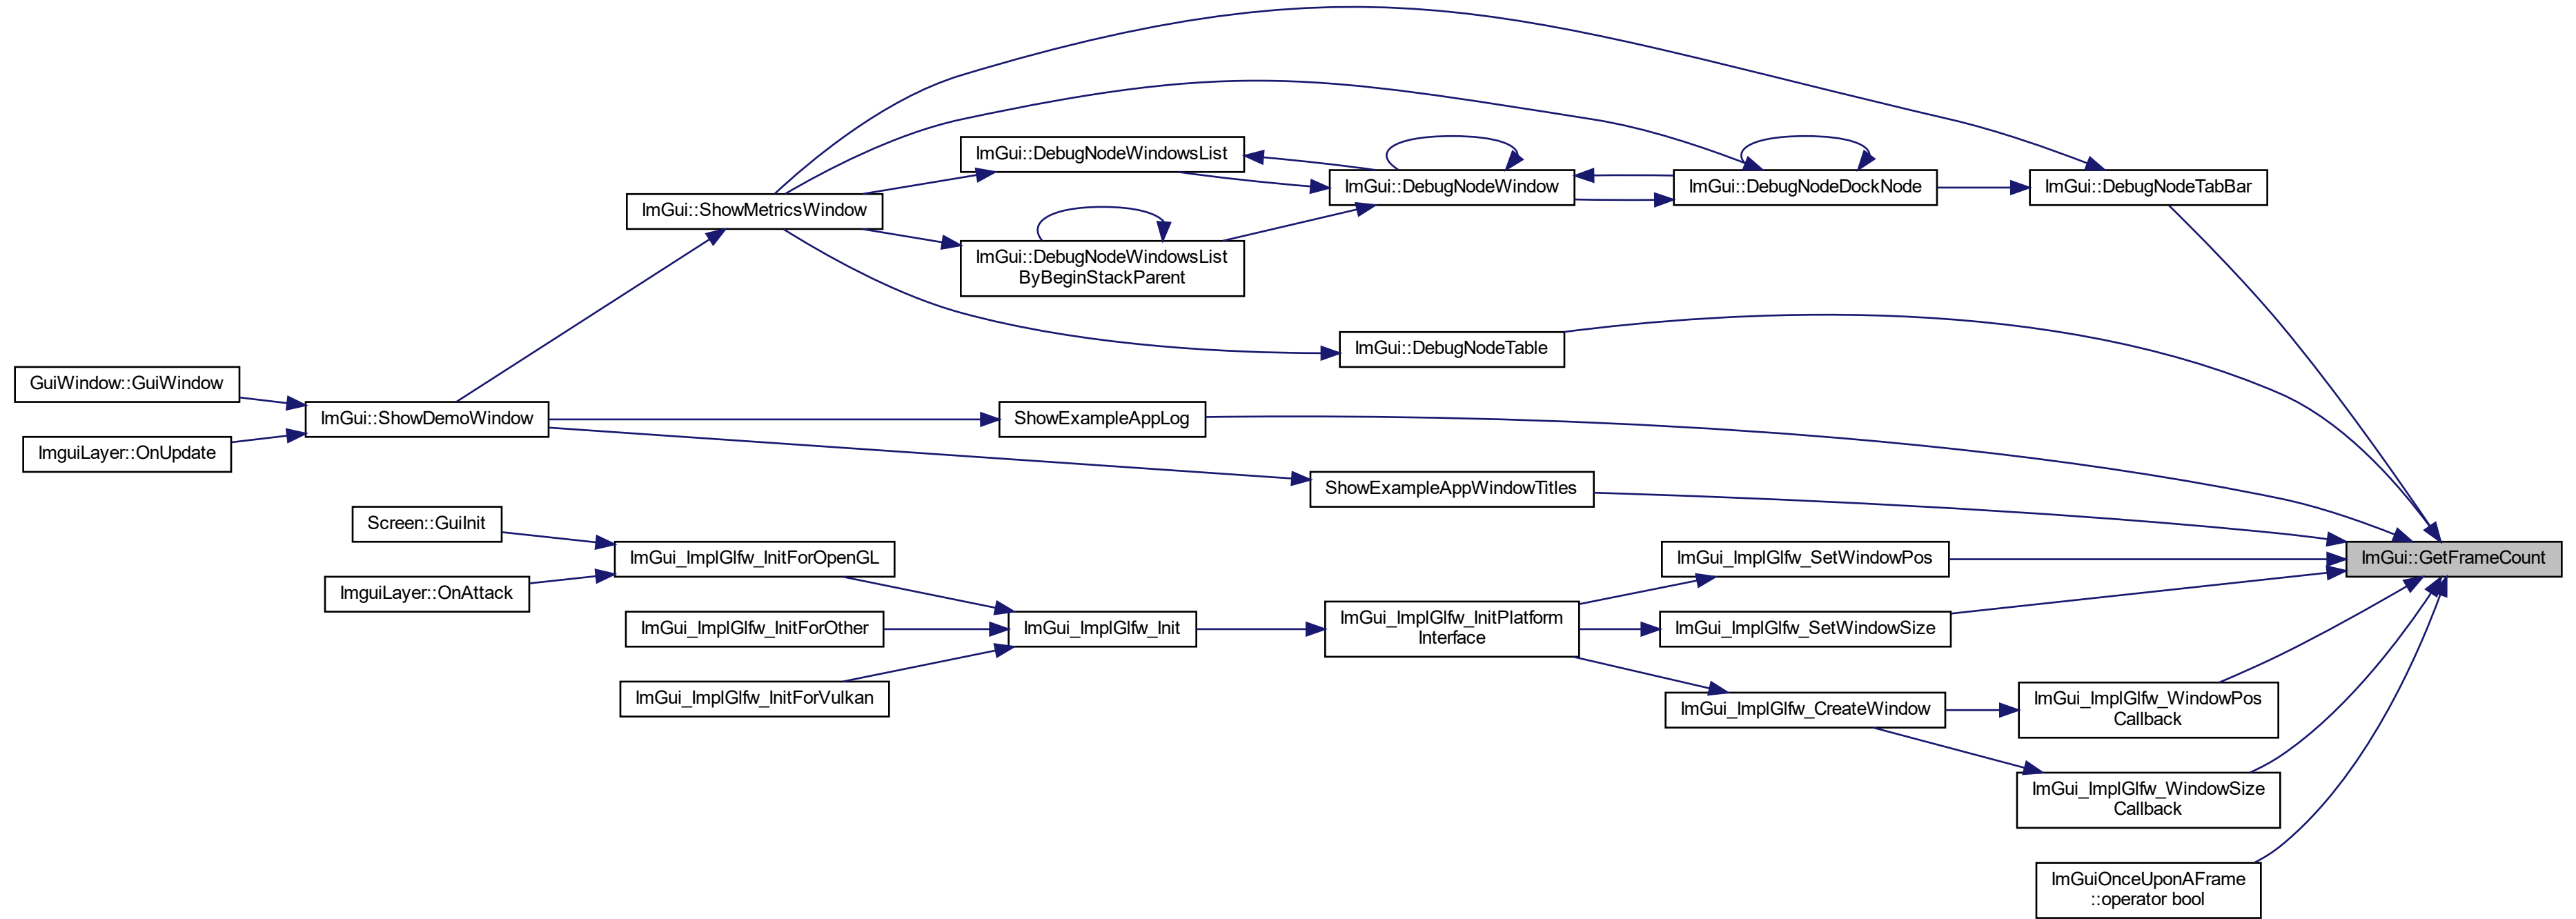 ImGui::DebugNodeWindowsList
ImGui::DebugNodeWindow
ImGui::DebugNodeDockNode
ImGui::DebugNodeTabBar
ImGui::ShowMetricsWindow
ImGui::DebugNodeWindowsList
ByBeginStackParent
ImGui::DebugNodeTable
GuiWindow::GuiWindow
ImGui::ShowDemoWindow
ShowExampleAppLog
ImguiLayer::OnUpdate
ShowExampleAppWindowTitles
Screen::GuiInit
ImGui_ImplGlfw_InitForOpenGL
ImGui_ImplGlfw_SetWindowPos
ImGui::GetFrameCount
ImguiLayer::OnAttack
ImGui_ImplGlfw_InitForOther
ImGui_ImplGlfw_Init
ImGui_ImplGlfw_InitPlatform
Interface
ImGui_ImplGlfw_SetWindowSize
ImGui_ImplGlfw_InitForVulkan
ImGui_ImplGlfw_CreateWindow
ImGui_ImplGlfw_WindowPos
Callback
ImGui_ImplGlfw_WindowSize
Callback
ImGuiOnceUponAFrame
::operator bool